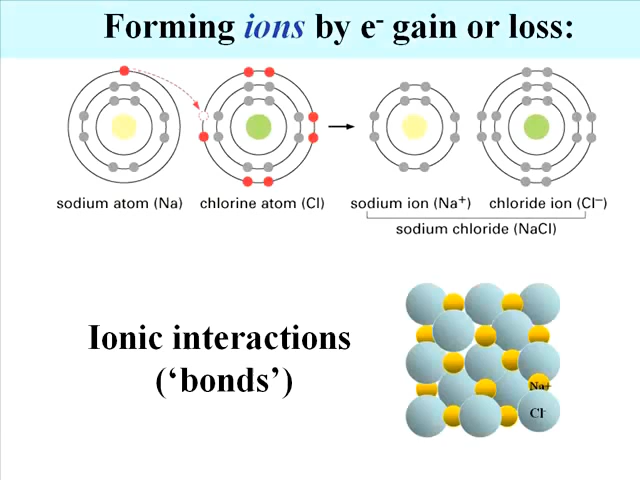 Forming ions by e- gain or loss:
sodium atom (Na) chlorine atom (Cl) sodium ion (Na+) chloride ion (Cl–)
sodium chloride (NaCl)
Ionic interactions
(‘bonds’)
Na+
Cl-